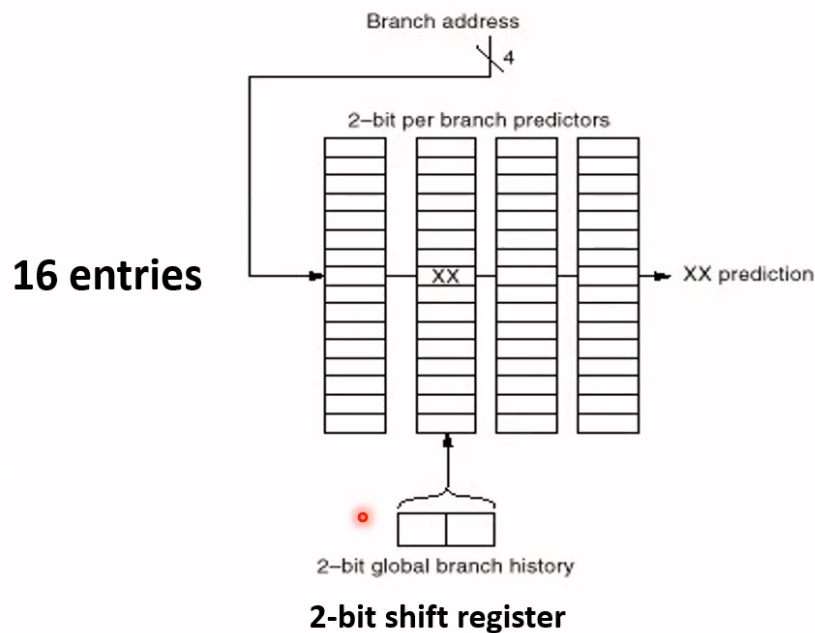 Branch address
4
2–bit per branch predictors
16 entries
XX
XX prediction
2–bit global branch history
2-bit shift register